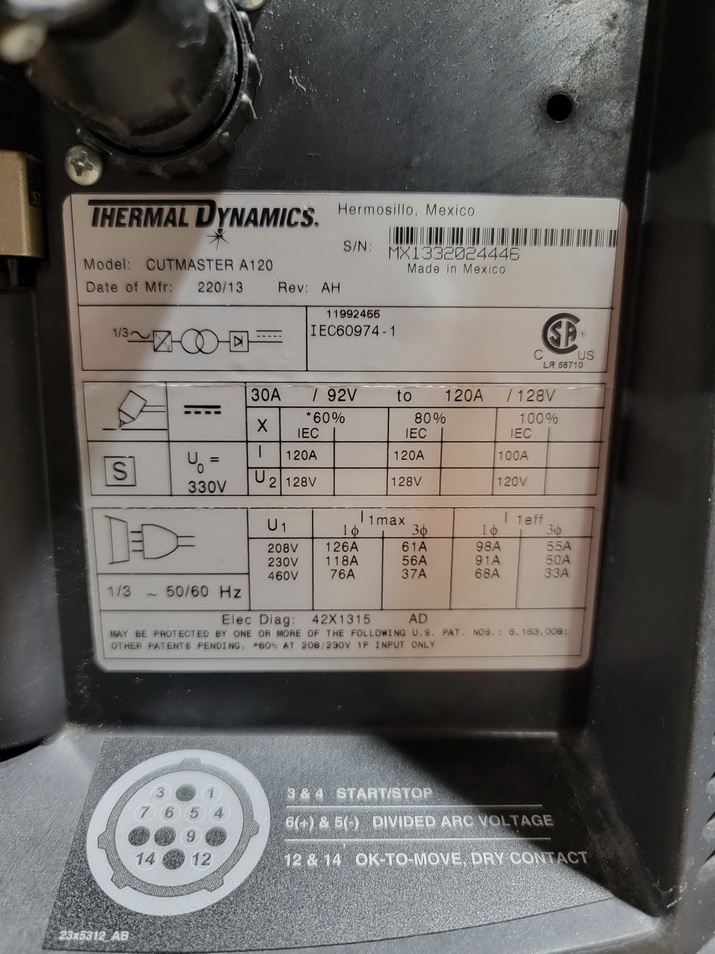 THERMAL DYNAMICS. Hermosillo, Mexico
S/N: MX1332024446
Made in Mexico
Model: CUTMASTER A120
Date of Mfr: 220/13 Rev: AH
11992466
1/3 IEC60974-1
CSA ®
C US
LR 68710
30A / 92V to 120A / 128V
X *60% 80% 100%
IEC IEC IEC
S U0 = I 120A 120A 100A
330V U2 128V 128V 120V
U1 I 1max I 1eff
1ϕ 3ϕ 1ϕ 3ϕ
208V 126A 61A 98A 55A
230V 118A 56A 91A 50A
460V 76A 37A 68A 33A
1/3 ~ 50/60 Hz
Elec Diag: 42X1315 AD
MAY BE PROTECTED BY ONE OR MORE OF THE FOLLOWING U.S. PAT. NOS.: 6,163,008;
OTHER PATENTS PENDING. *60% AT 208/230V 1P INPUT ONLY
3 1
7 6 5 4
9
14 12
3 & 4 START/STOP
6(+) & 5(-) DIVIDED ARC VOLTAGE
12 & 14 OK-TO-MOVE, DRY CONTACT
23x5312_AB